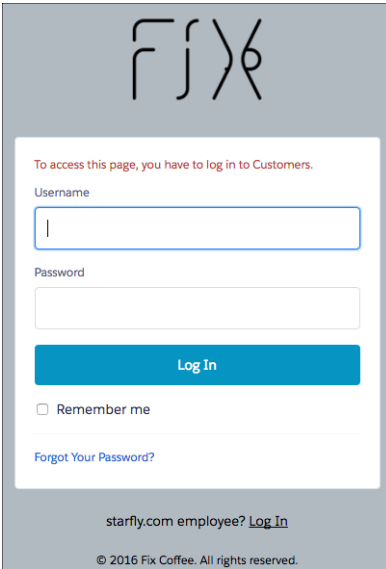 FIX
To access this page, you have to log in to Customers.
Username
Password
Log In
Remember me
Forgot Your Password?
starfly.com employee? Log In
© 2016 Fix Coffee. All rights reserved.